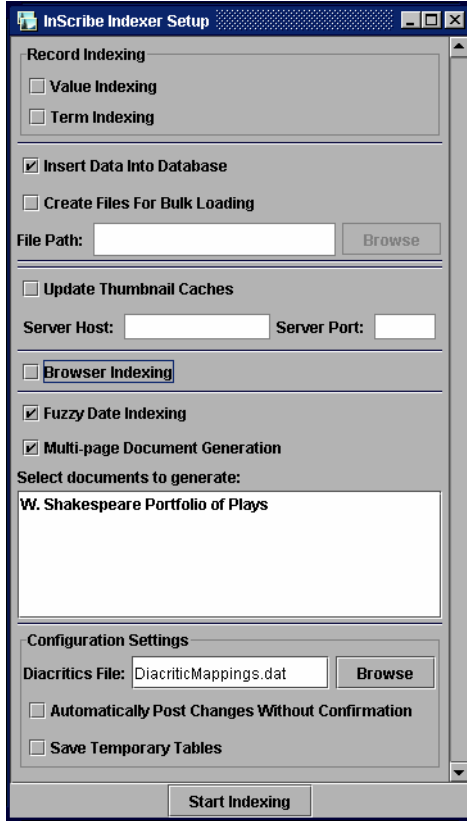 InScribe Indexer Setup
Record Indexing
Value Indexing
Term Indexing
Insert Data Into Database
Create Files For Bulk Loading
File Path: Browse
Update Thumbnail Caches
Server Host: Server Port:
Browser Indexing
Fuzzy Date Indexing
Multi-page Document Generation
Select documents to generate:
W. Shakespeare Portfolio of Plays
Configuration Settings
Diacritics File: DiacriticMappings.dat Browse
Automatically Post Changes Without Confirmation
Save Temporary Tables
Start Indexing